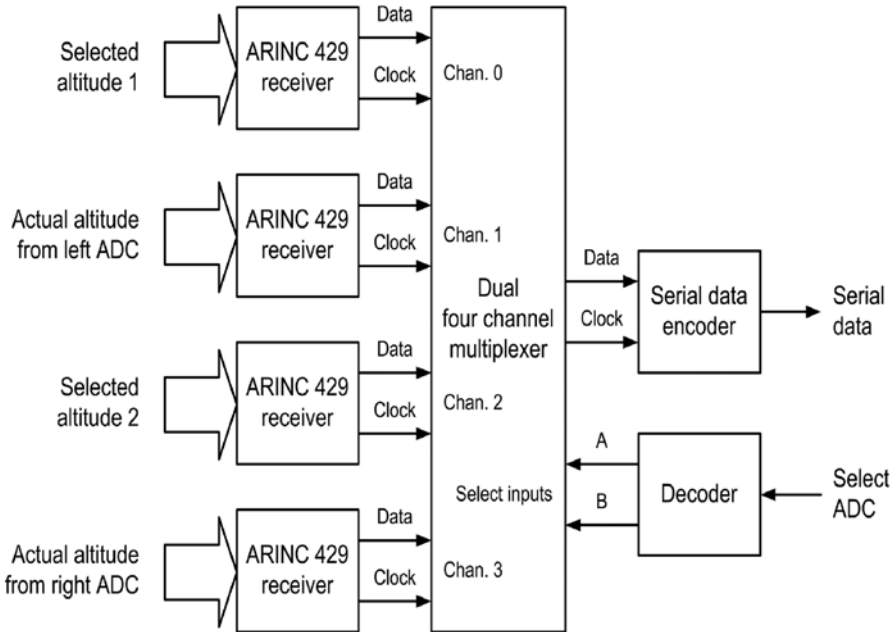 Selected
altitude 1
ARINC 429
receiver
Data
Clock
Chan. 0
Actual altitude
from left ADC
ARINC 429
receiver
Data
Clock
Chan. 1
Selected
altitude 2
ARINC 429
receiver
Data
Clock
Chan. 2
Actual altitude
from right ADC
ARINC 429
receiver
Data
Clock
Chan. 3
Dual
four channel
multiplexer
Select inputs
Data
Clock
Serial data
encoder
Serial
data
A
B
Decoder
Select
ADC